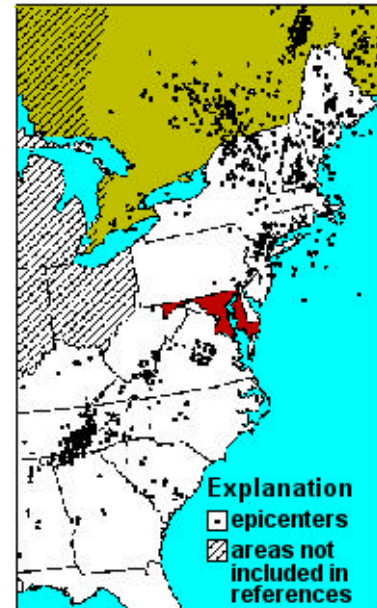 Explanation
epicenters
areas not
included in
references